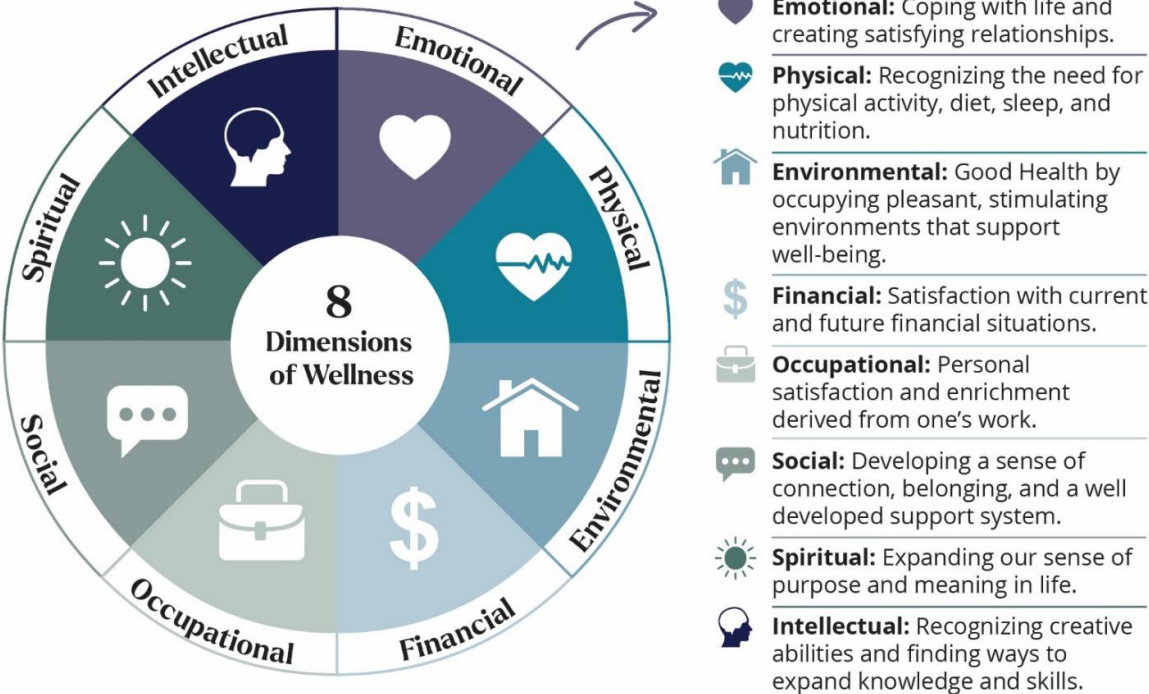 Intellectual
Emotional
Physical
Environmental
Financial
Occupational
Social
Spiritual
8
Dimensions
of Wellness
$
Emotional: Coping with life and
creating satisfying relationships.
Physical: Recognizing the need for
physical activity, diet, sleep, and
nutrition.
Environmental: Good Health by
occupying pleasant, stimulating
environments that support
well-being.
$
Financial: Satisfaction with current
and future financial situations.
Occupational: Personal
satisfaction and enrichment
derived from one’s work.
Social: Developing a sense of
connection, belonging, and a well
developed support system.
Spiritual: Expanding our sense of
purpose and meaning in life.
Intellectual: Recognizing creative
abilities and finding ways to
expand knowledge and skills.